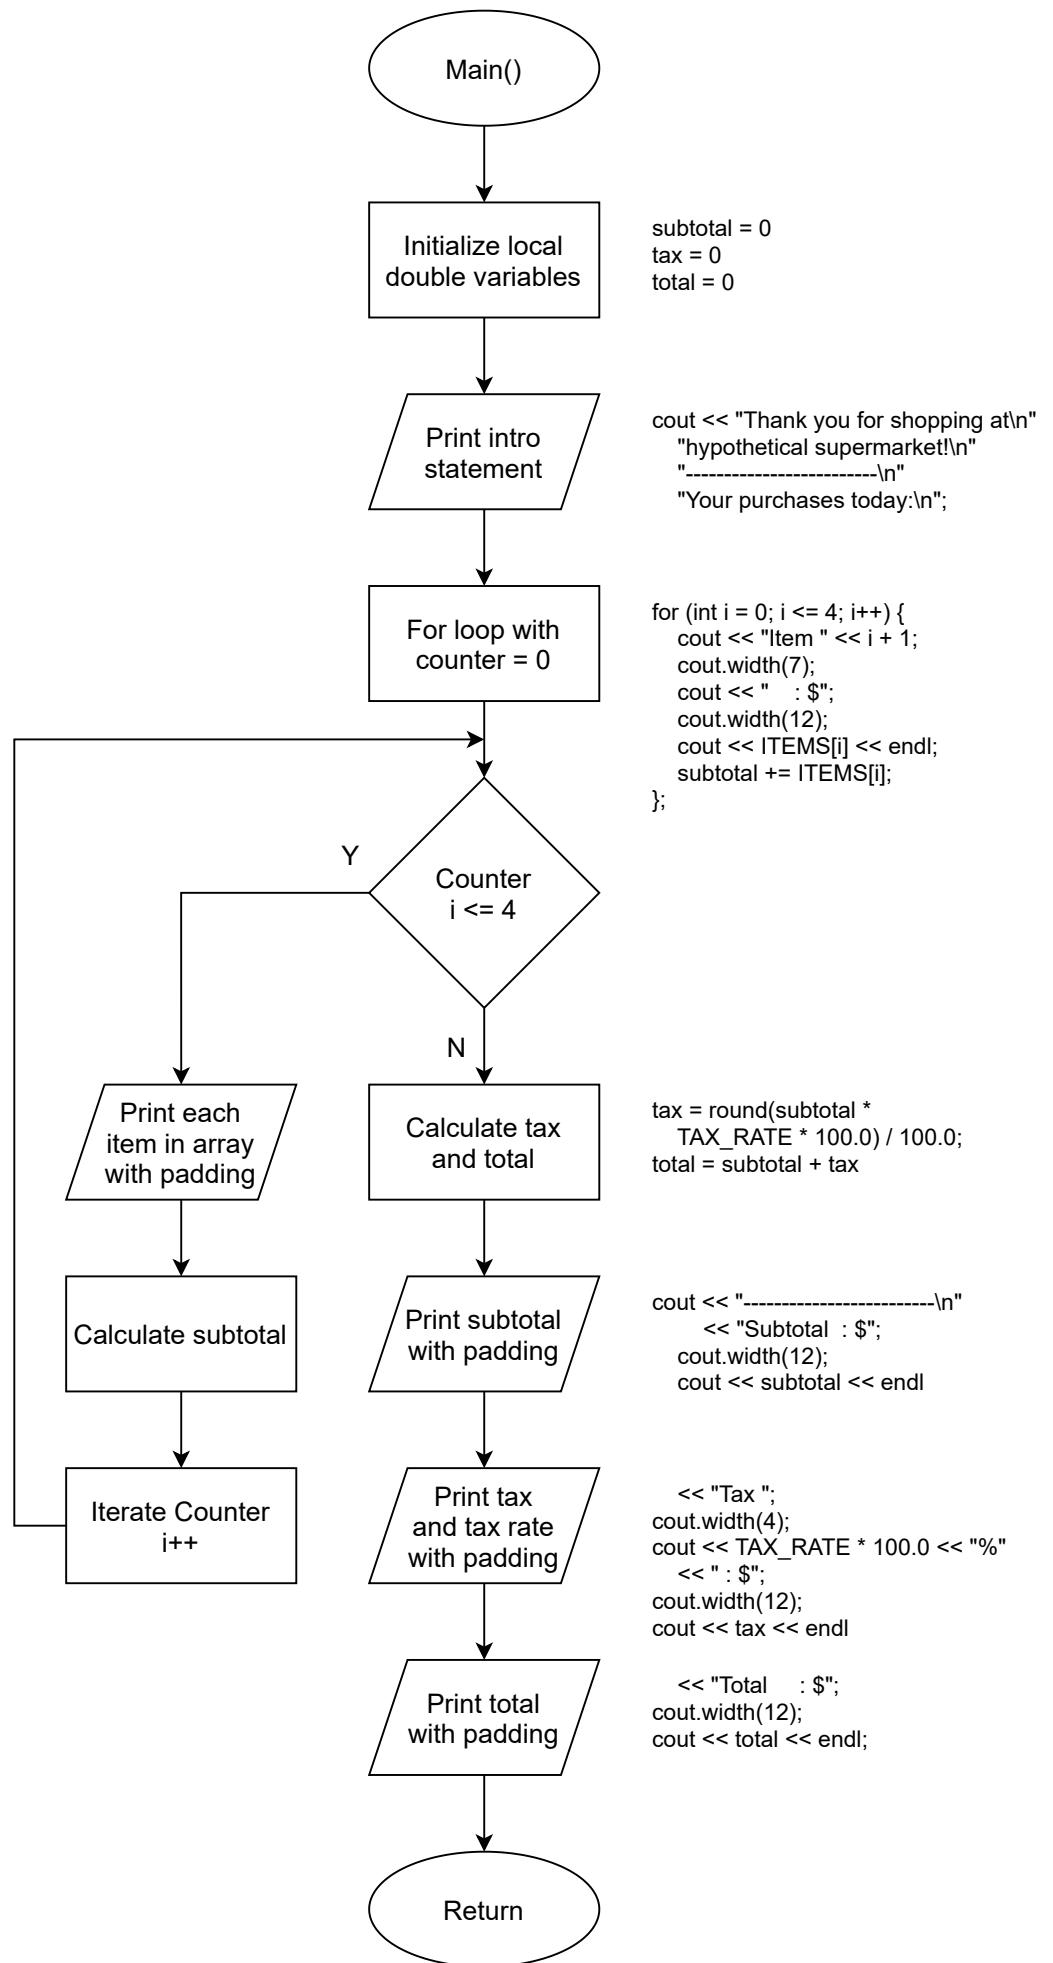 Main()
Initialize local
double variables
subtotal = 0
tax = 0
total = 0
Print intro
statement
cout << "Thank you for shopping at\n"
"hypothetical supermarket!\n"
"-------------------------\n"
"Your purchases today:\n";
For loop with
counter = 0
for (int i = 0; i <= 4; i++) {
cout << "Item " << i + 1;
cout.width(7);
cout << "    : $";
cout.width(12);
cout << ITEMS[i] << endl;
subtotal += ITEMS[i];
};
Y
Counter
i <= 4
N
Print each
item in array
with padding
Calculate subtotal
Iterate Counter
i++
Calculate tax
and total
tax = round(subtotal *
TAX_RATE * 100.0) / 100.0;
total = subtotal + tax
Print subtotal
with padding
cout << "-------------------------\n"
<< "Subtotal  : $";
cout.width(12);
cout << subtotal << endl
Print tax
and tax rate
with padding
<< "Tax ";
cout.width(4);
cout << TAX_RATE * 100.0 << "%"
<< " : $";
cout.width(12);
cout << tax << endl
Print total
with padding
<< "Total     : $";
cout.width(12);
cout << total << endl;
Return